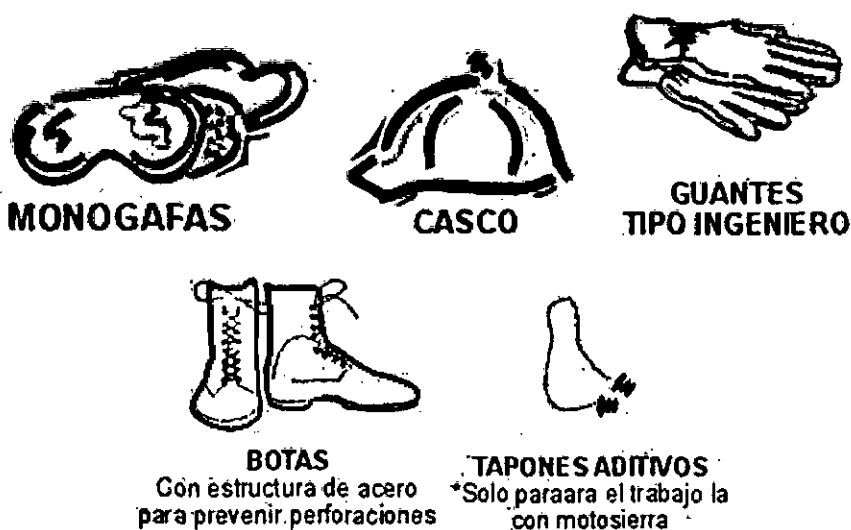 MONOGAFAS
CASCO
GUANTES
TIPO INGENIERO
BOTAS
Con estructura de acero
para prevenir perforaciones
TAPONES ADITIVOS
*Solo paraara el trabajo la
con motosierra